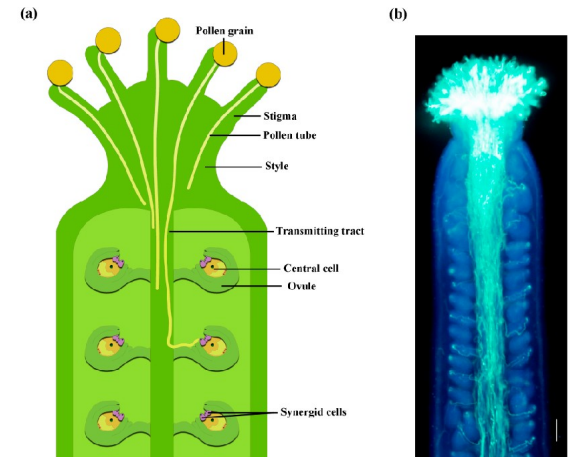 (a)
(b)
Pollen grain
Stigma
Pollen tube
Style
Transmitting tract
Central cell
Ovule
Synergid cells